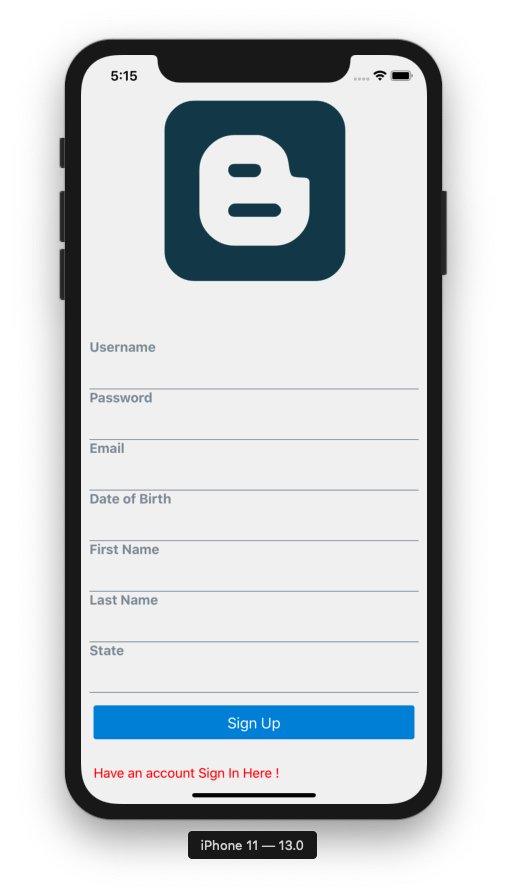 5:15
Username
Password
Email
Date of Birth
First Name
Last Name
State
Sign Up
Have an account Sign In Here !
iPhone 11 — 13.0